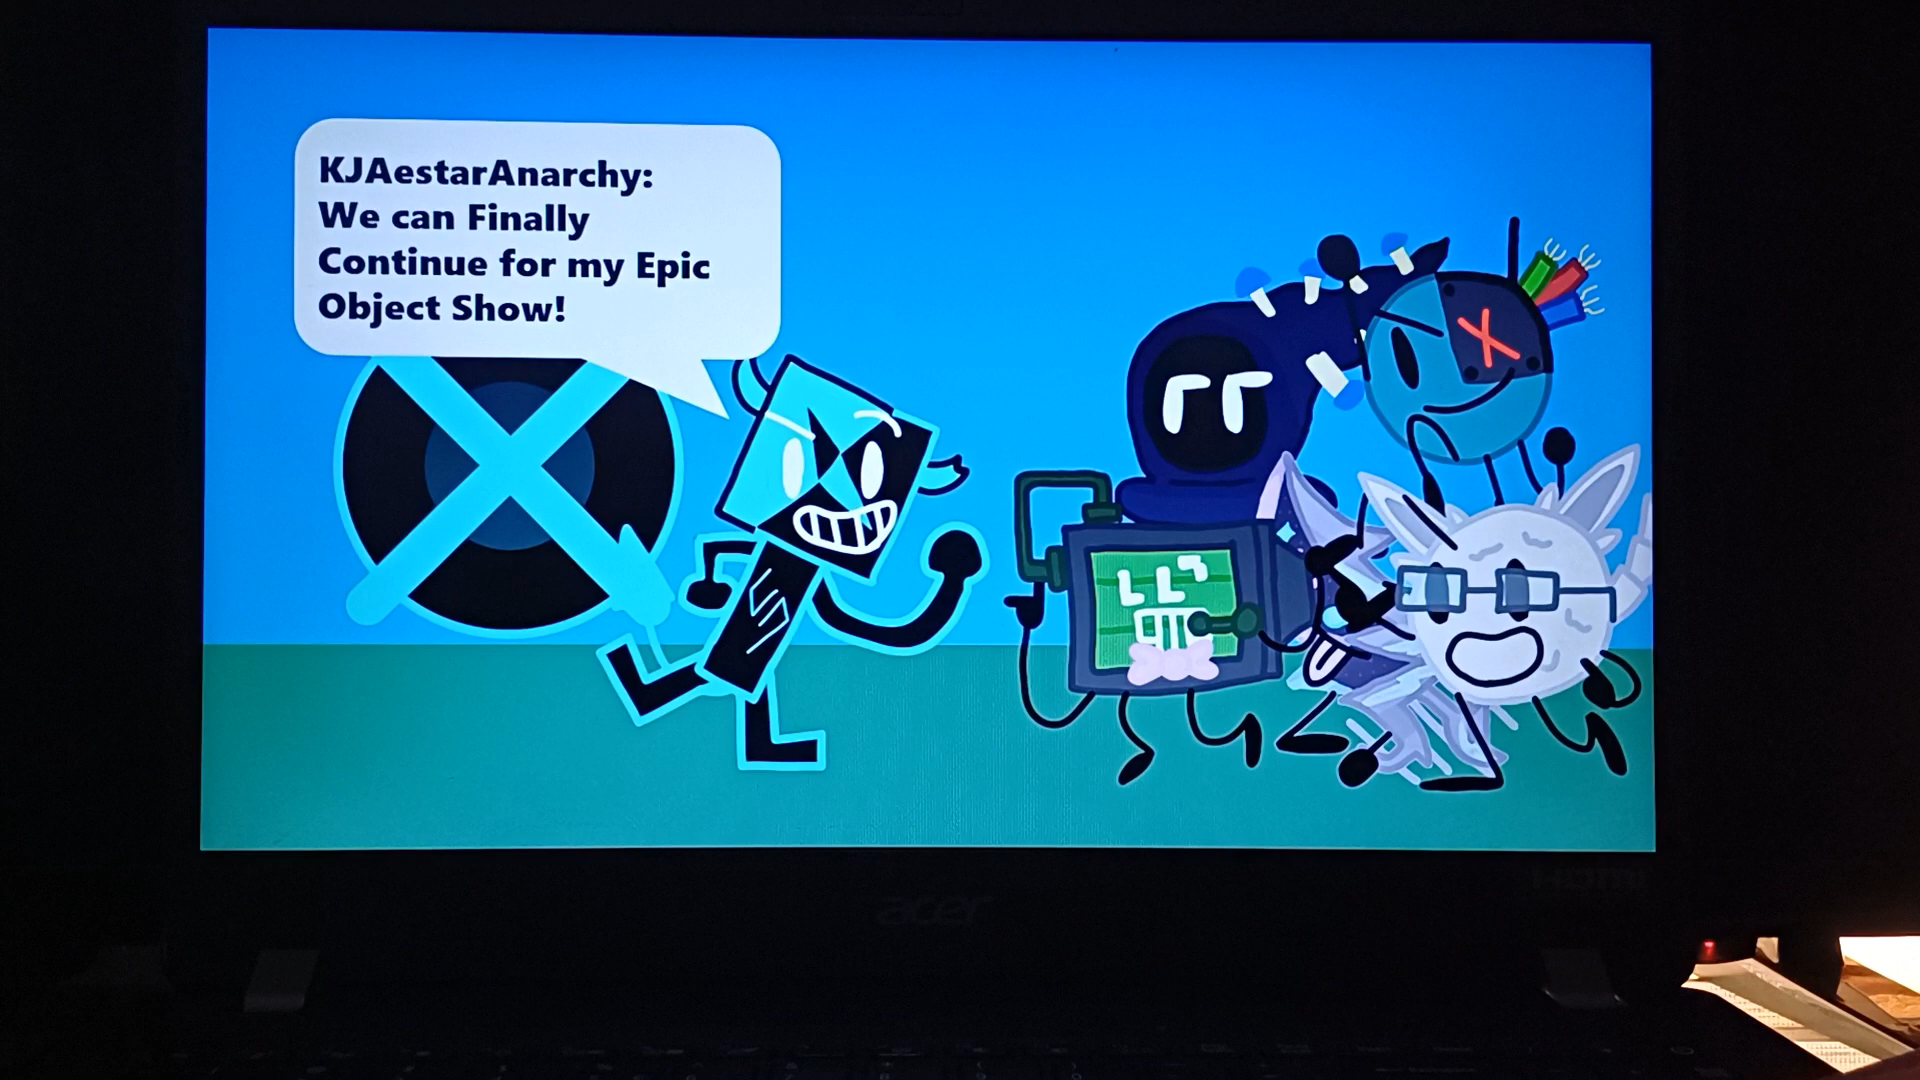 KJAestarAnarchy:
We can Finally
Continue for my Epic
Object Show!
acer